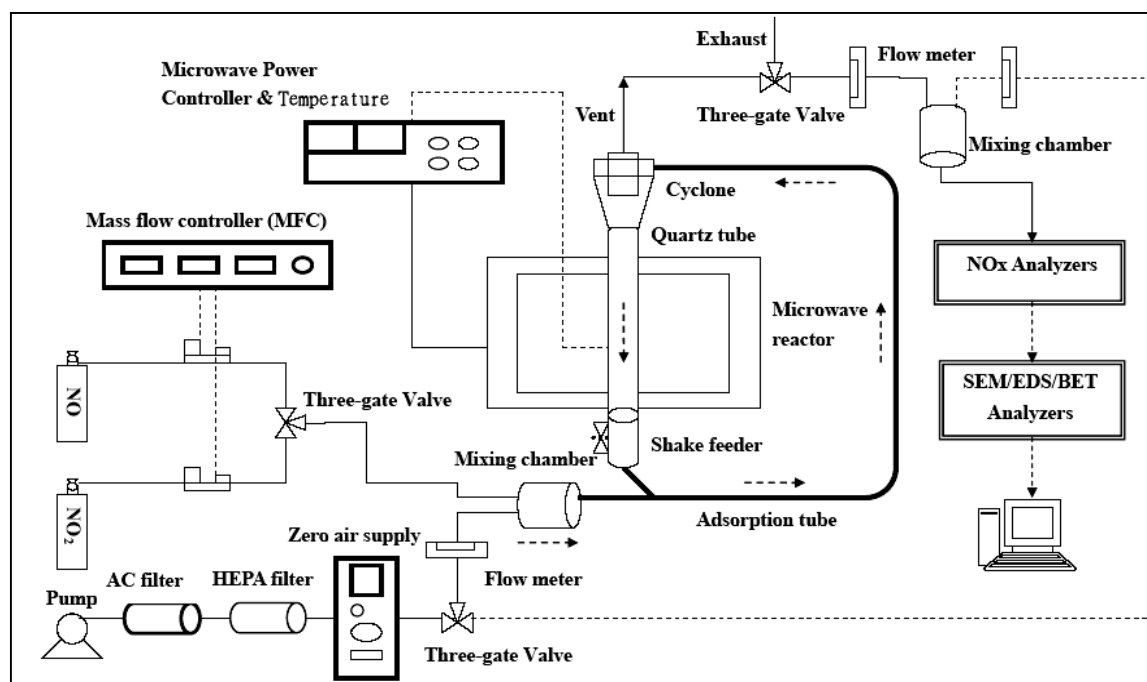 Exhaust
Flow meter
Microwave Power
Controller & Temperature
Vent
Three-gate Valve
Mixing chamber
Cyclone
Mass flow controller (MFC)
Quartz tube
NOx Analyzers
Microwave
reactor
NO
Three-gate Valve
SEM/EDS/BET
Analyzers
Shake feeder
Mixing chamber
NO₂
Adsorption tube
Zero air supply
AC filter
HEPA filter
Flow meter
Pump
Three-gate Valve